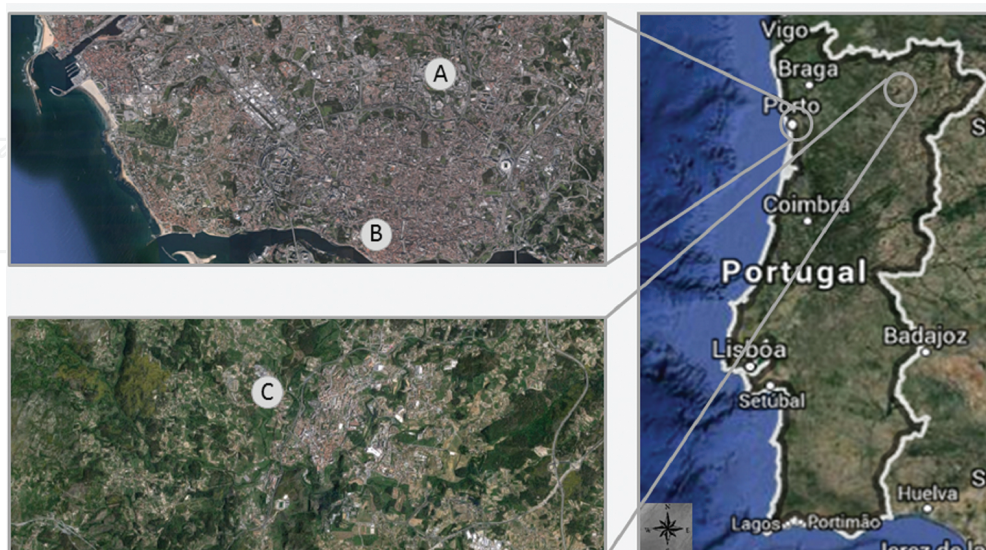 A
B
C
Vigo
Braga
Porto
Coimbra
Portugal
Lisboa
Badajoz
Setúbal
Huelva
Lagos
Portimão
S
S